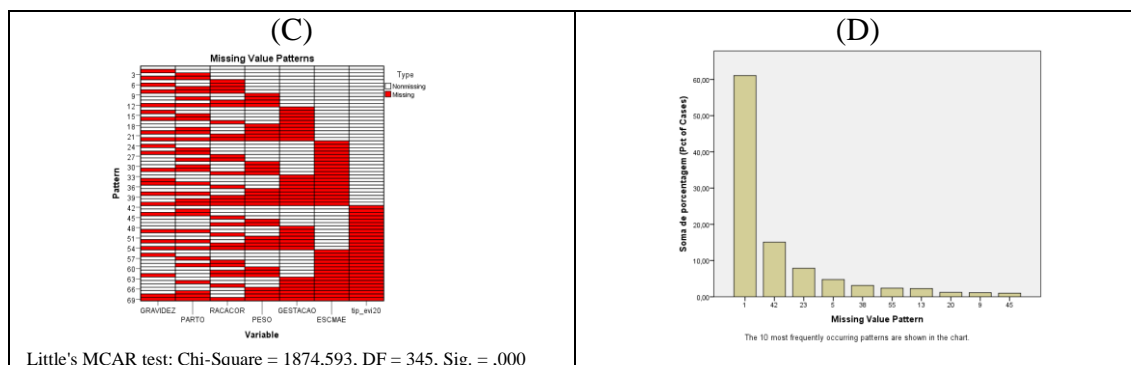 (C)
Missing Value Patterns
Type
Nonmissing
Missing
Pattern
3
6
9
12
15
18
21
24
27
30
33
36
39
42
45
48
51
54
57
60
63
66
69
GRAVIDEZ
PARTO
RACACOR
PESO
GESTACAO
ESCMAE
tip_evi20
Variable
Little's MCAR test: Chi-Square = 1874,593, DF = 345, Sig. = ,000
(D)
Soma de porcentagem (Pct of Cases)
60,00
50,00
40,00
30,00
20,00
10,00
0,00
1 42 23 5 38 55 13 20 9 45
Missing Value Pattern
The 10 most frequently occurring patterns are shown in the chart.